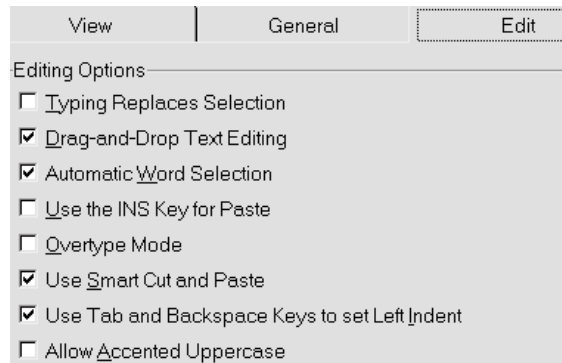 View General Edit
Editing Options
Typing Replaces Selection
Drag-and-Drop Text Editing
Automatic Word Selection
Use the INS Key for Paste
Overtype Mode
Use Smart Cut and Paste
Use Tab and Backspace Keys to set Left Indent
Allow Accented Uppercase